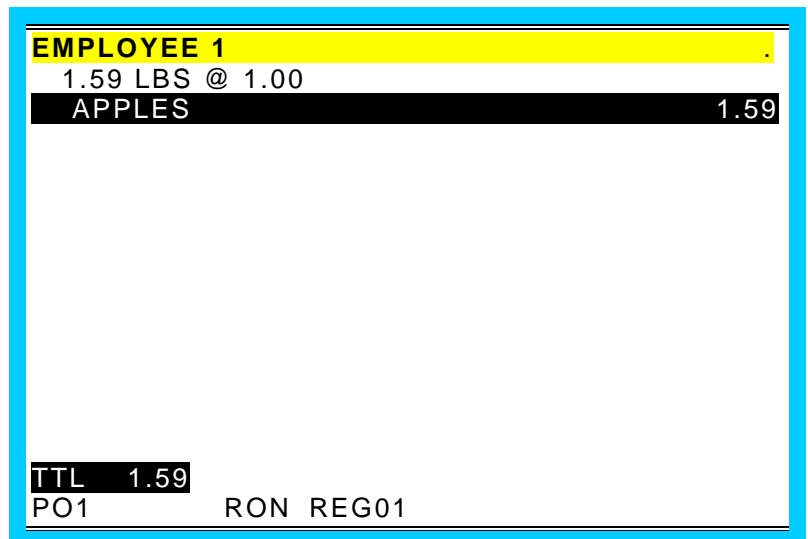 EMPLOYEE 1 .
1.59 LBS @ 1.00
APPLES 1.59
TTL 1.59
PO1 RON REG01